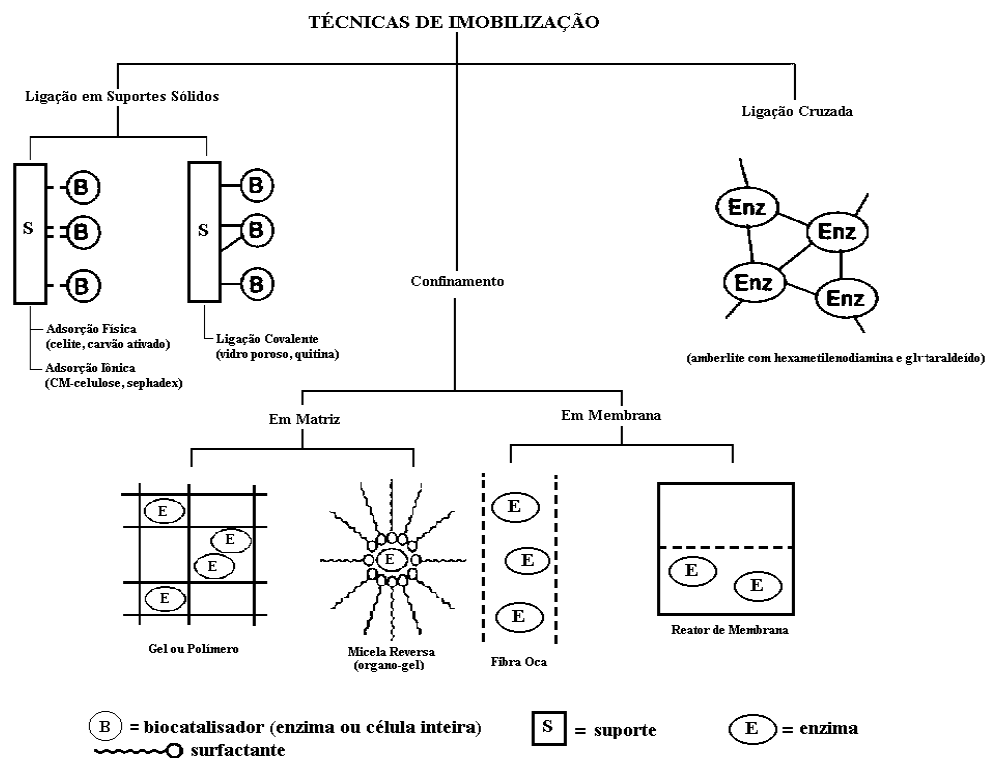 TÉCNICAS DE IMOBILIZAÇÃO
Ligação em Suportes Sólidos
Ligação Cruzada
S
B
B
B
S
B
B
B
Enz
Enz
Enz
Enz
Confinamento
Adsorção Física
(celite, carvão ativado)
Adsorção Iônica
(CM-celulose, sephadex)
Ligação Covalente
(vidro poroso, quitina)
(amberlite com hexametilenodiamina e glutaraldeído)
Em Matriz
Em Membrana
E
E
E
E
E
E
E
E
E
E
Gel ou Polímero
Micela Reversa
(organo-gel)
Fibra Oca
Reator de Membrana
B = biocatalisador (enzima ou célula inteira)
S = suporte
E = enzima
surfactante